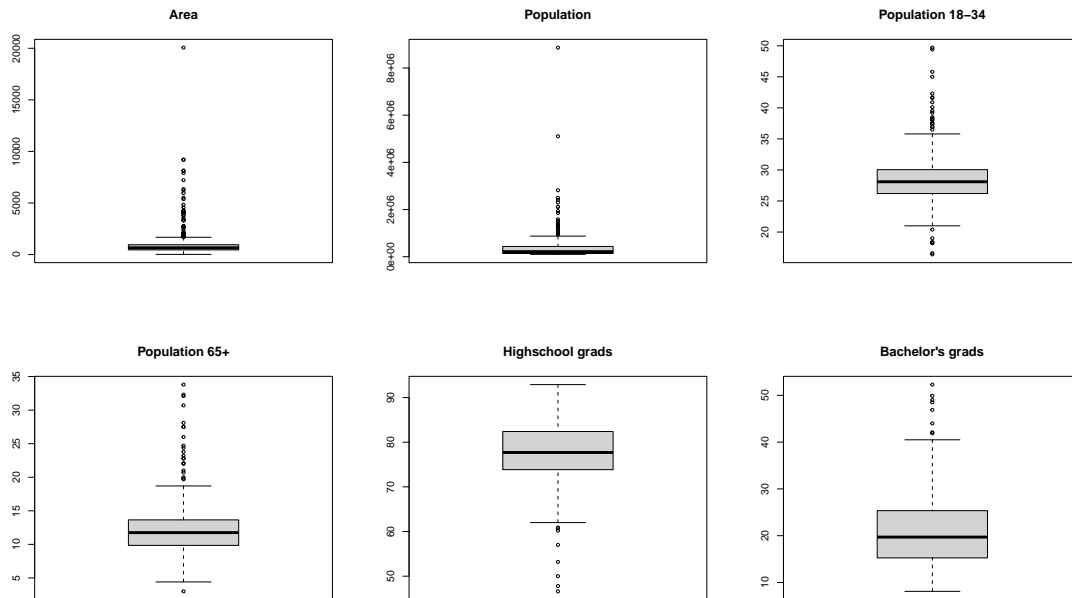 Area
20000
15000
10000
5000
0
Population
8e+06
6e+06
4e+06
2e+06
0e+00
Population 18−34
50
45
40
35
30
25
20
Population 65+
35
30
25
20
15
10
5
Highschool grads
90
80
70
60
50
Bachelor's grads
50
40
30
20
10